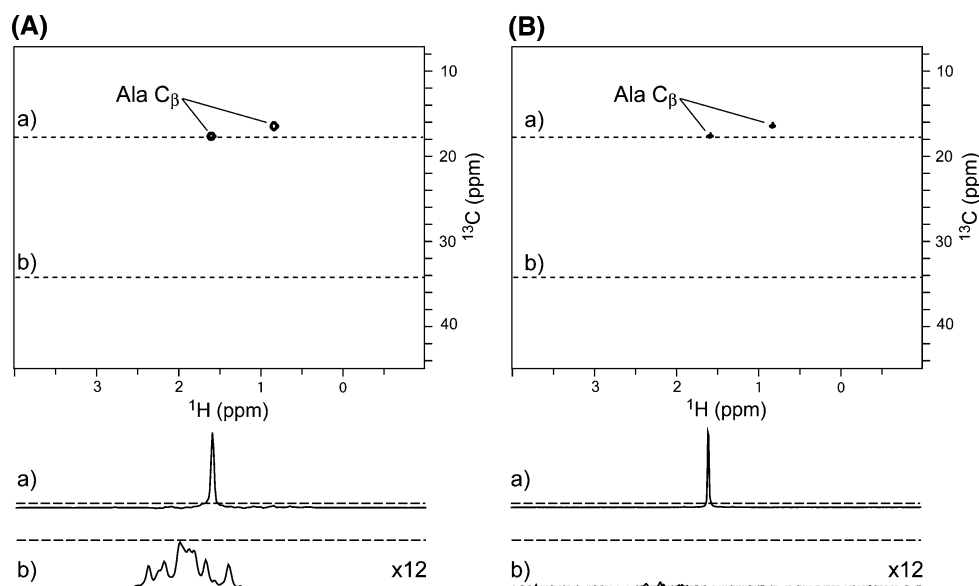 (A) (B)
Ala Cβ Ala Cβ
a) a)
b) b)
10 10
20 20
30 30
40 40
¹³C (ppm) ¹³C (ppm)
3 2 1 0 3 2 1 0
¹H (ppm) ¹H (ppm)
a) a)
b) x12 b) x12